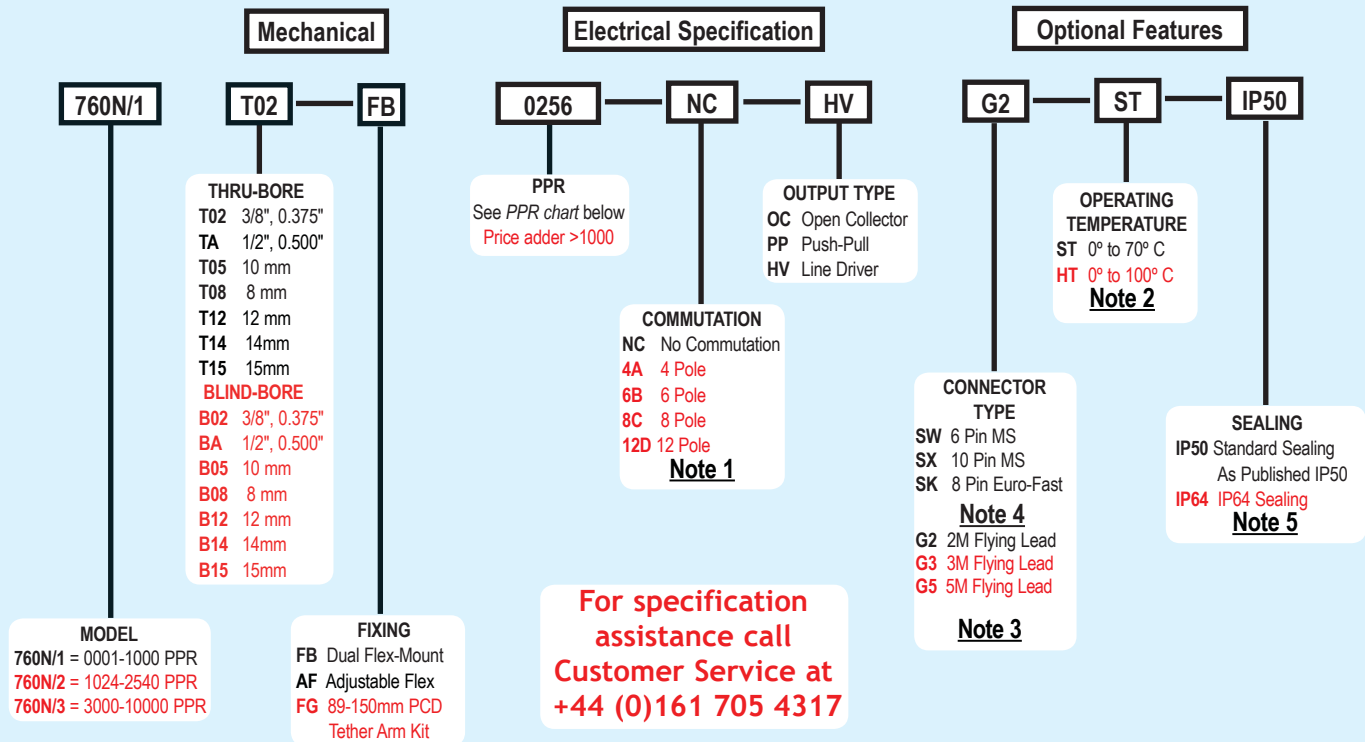 Mechanical
Electrical Specification
Optional Features
760N/1
T02
FB
0256
NC
HV
G2
ST
IP50
THRU-BORE
T02 3/8", 0.375"
TA 1/2", 0.500"
T05 10 mm
T08 8 mm
T12 12 mm
T14 14mm
T15 15mm
BLIND-BORE
B02 3/8", 0.375"
BA 1/2", 0.500"
B05 10 mm
B08 8 mm
B12 12 mm
B14 14mm
B15 15mm
PPR
See PPR chart below
Price adder >1000
OUTPUT TYPE
OC Open Collector
PP Push-Pull
HV Line Driver
OPERATING
TEMPERATURE
ST 0º to 70º C
HT 0º to 100º C
Note 2
COMMUTATION
NC No Commutation
4A 4 Pole
6B 6 Pole
8C 8 Pole
12D 12 Pole
Note 1
CONNECTOR
TYPE
SW 6 Pin MS
SX 10 Pin MS
SK 8 Pin Euro-Fast
Note 4
G2 2M Flying Lead
G3 3M Flying Lead
G5 5M Flying Lead
Note 3
SEALING
IP50 Standard Sealing
As Published IP50
IP64 IP64 Sealing
Note 5
MODEL
760N/1 = 0001-1000 PPR
760N/2 = 1024-2540 PPR
760N/3 = 3000-10000 PPR
FIXING
FB Dual Flex-Mount
AF Adjustable Flex
FG 89-150mm PCD
Tether Arm Kit
For specification
assistance call
Customer Service at
+44 (0)161 705 4317